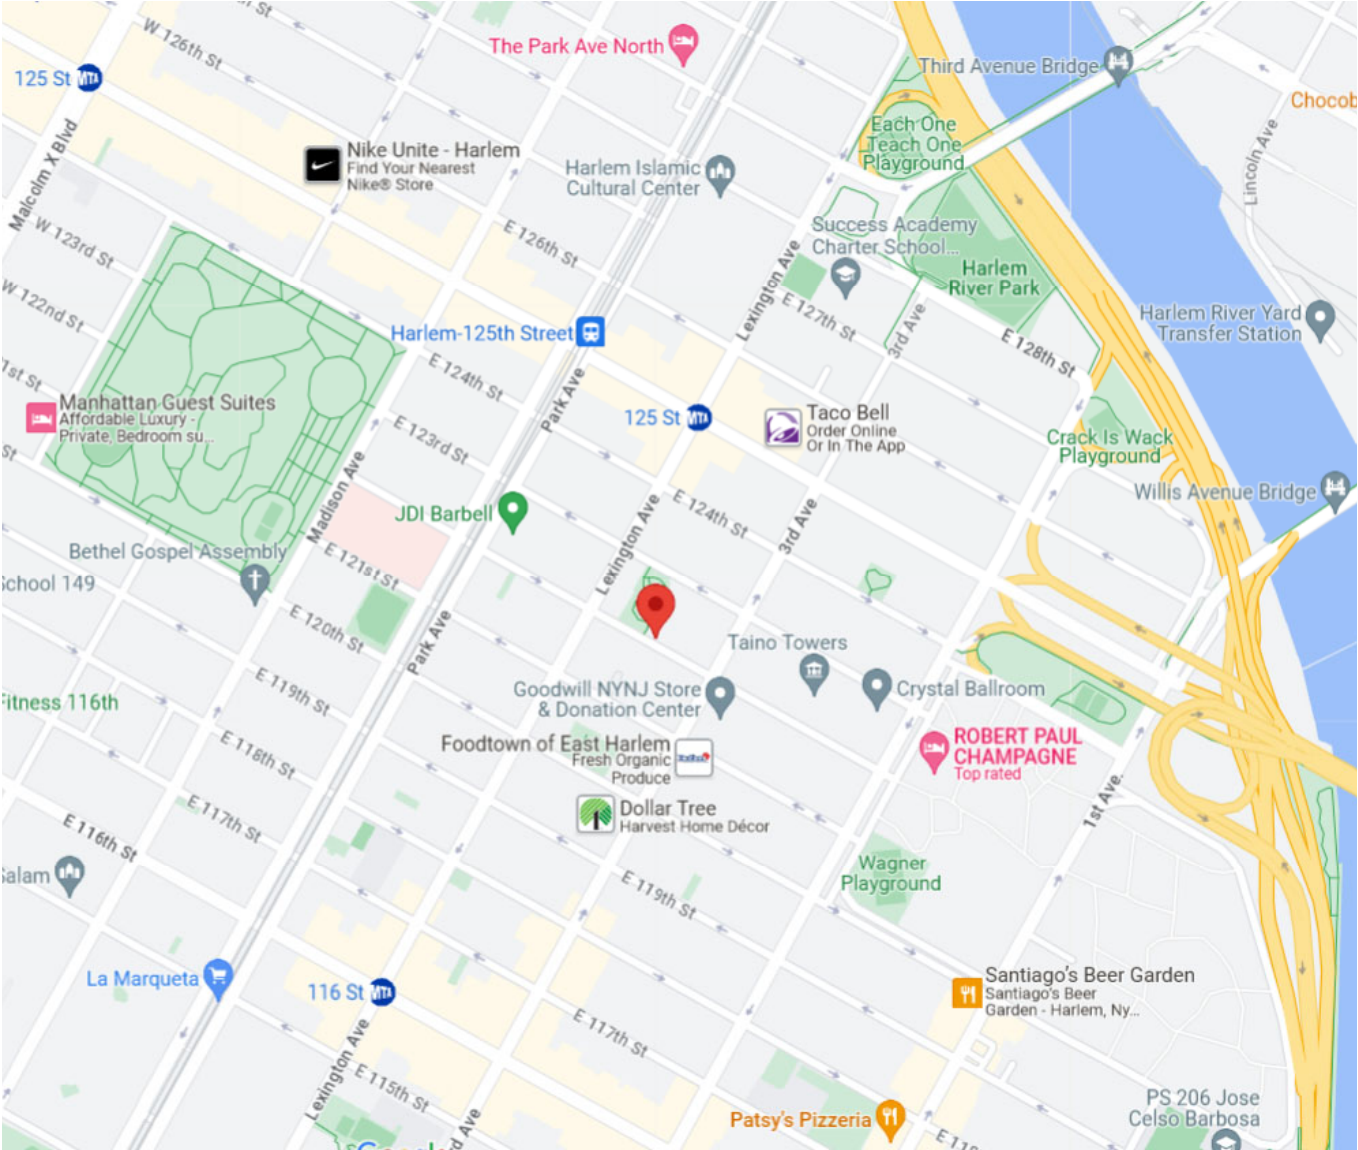 W 126th St
The Park Ave North
Third Avenue Bridge
125 St
MTA
Chocob
Malcolm X Blvd
Nike Unite - Harlem
Find Your Nearest
Nike® Store
Harlem Islamic
Cultural Center
Each One
Teach One
Playground
Lincoln Ave
W 123rd St
E 126th St
Success Academy
Charter School...
Lexington Ave
Harlem
River Park
W 122nd St
E 127th St
3rd Ave
Harlem River Yard
Transfer Station
Harlem-125th Street
E 128th St
1st St
E 124th St
Park Ave
Manhattan Guest Suites
Affordable Luxury -
Private, Bedroom su...
125 St
MTA
Taco Bell
Order Online
Or In The App
E 123rd St
Crack Is Wack
Playground
St
Madison Ave
JDI Barbell
E 124th St
Willis Avenue Bridge
Lexington Ave
3rd Ave
Bethel Gospel Assembly
E 121st St
School 149
E 120th St
Park Ave
Taino Towers
Goodwill NYNJ Store
& Donation Center
Crystal Ballroom
E 119th St
Fitness 116th
Foodtown of East Harlem
Fresh Organic
Produce
ROBERT PAUL
CHAMPAGNE
Top rated
E 118th St
1st Ave.
Dollar Tree
Harvest Home Décor
E 117th St
E 116th St
Salam
Wagner
Playground
E 119th St
La Marqueta
116 St
MTA
Santiago's Beer Garden
Santiago's Beer
Garden - Harlem, Ny...
E 117th St
Lexington Ave
E 115th St
3rd Ave
Patsy's Pizzeria
PS 206 Jose
Celso Barbosa
Google